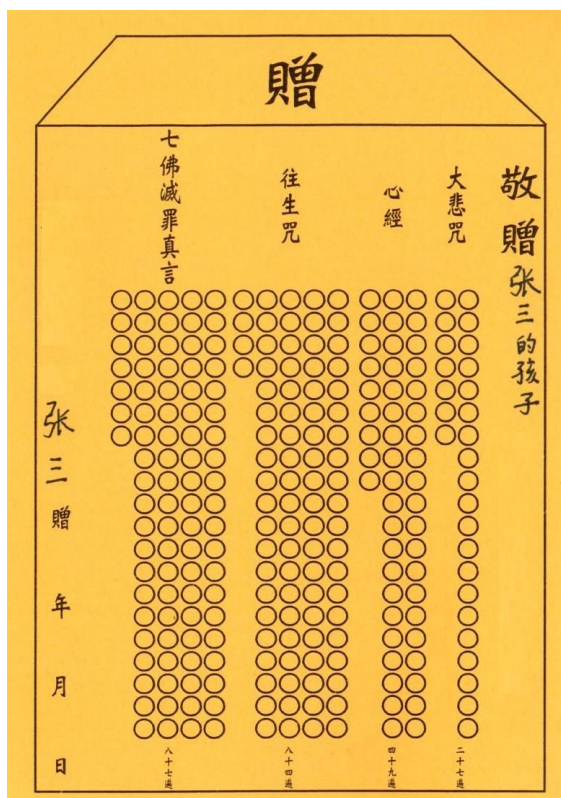 贈
敬贈张三的孩子
大悲咒
心經
往生咒
七佛滅罪真言
张三贈 年 月 日
二十七遍
四十九遍
八十四遍
八十七遍